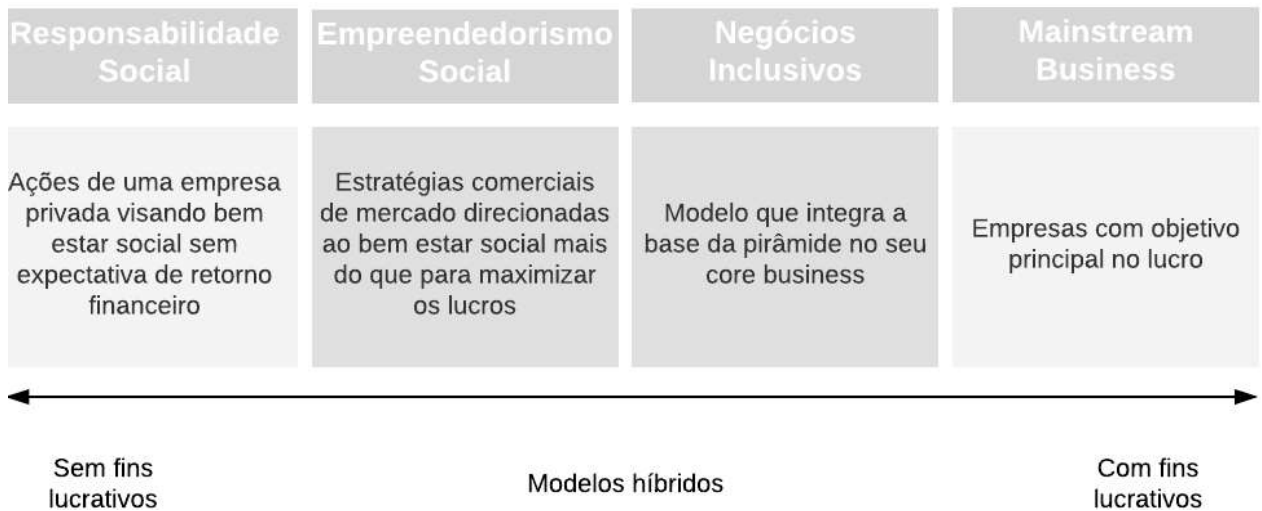 Responsabilidade
Social
Empreendedorismo
Social
Negócios
Inclusivos
Mainstream
Business
Ações de uma empresa
privada visando bem
estar social sem
expectativa de retorno
financeiro
Estratégias comerciais
de mercado direcionadas
ao bem estar social mais
do que para maximizar
os lucros
Modelo que integra a
base da pirâmide no seu
core business
Empresas com objetivo
principal no lucro
Sem fins
lucrativos
Modelos híbridos
Com fins
lucrativos